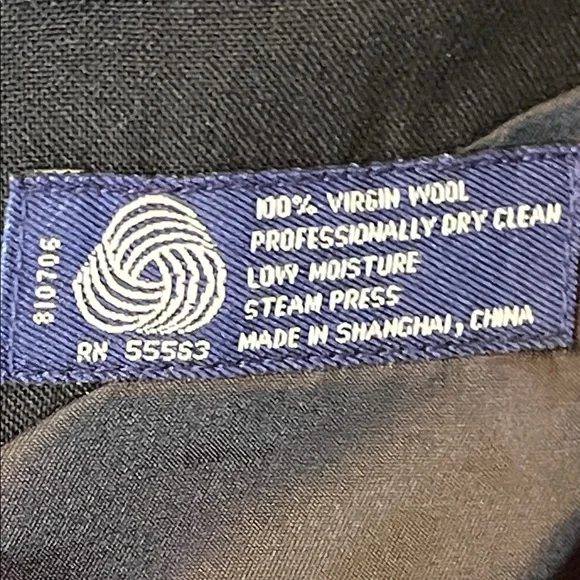 100% VIRGIN WOOL
PROFESSIONALLY DRY CLEAN
LOW MOISTURE
STEAM PRESS
MADE IN SHANGHAI, CHINA
RN 55563
810706